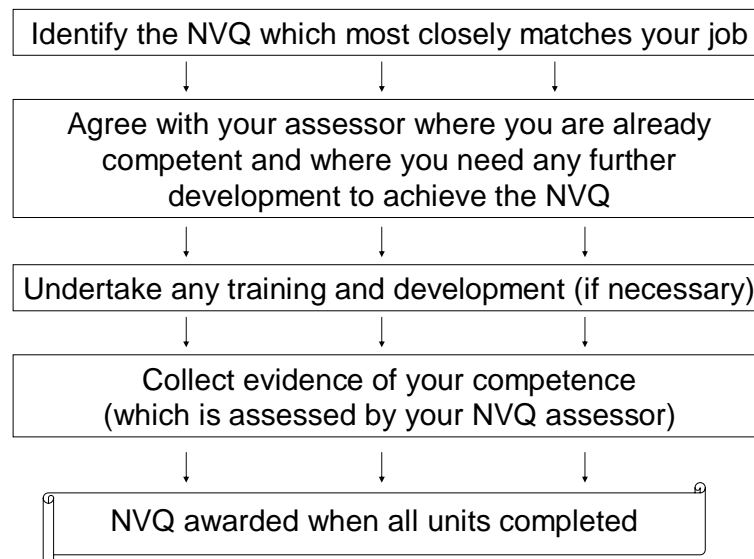 Identify the NVQ which most closely matches your job
Agree with your assessor where you are already
competent and where you need any further
development to achieve the NVQ
Undertake any training and development (if necessary)
Collect evidence of your competence
(which is assessed by your NVQ assessor)
NVQ awarded when all units completed